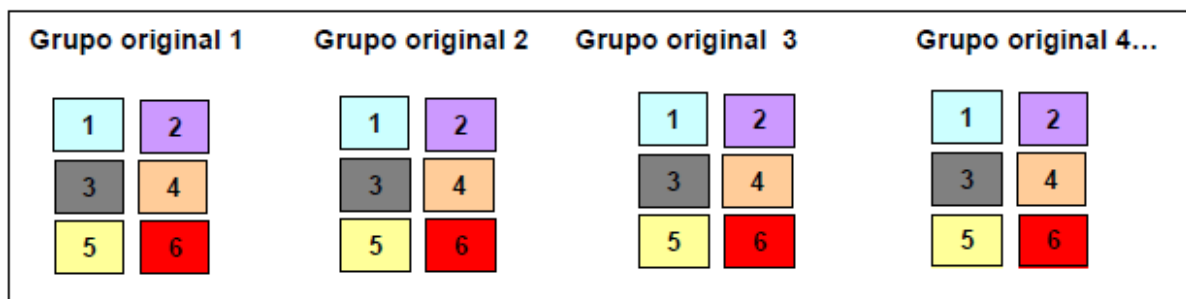 Grupo original 1 Grupo original 2 Grupo original 3 Grupo original 4...
1 2 1 2 1 2 1 2
3 4 3 4 3 4 3 4
5 6 5 6 5 6 5 6